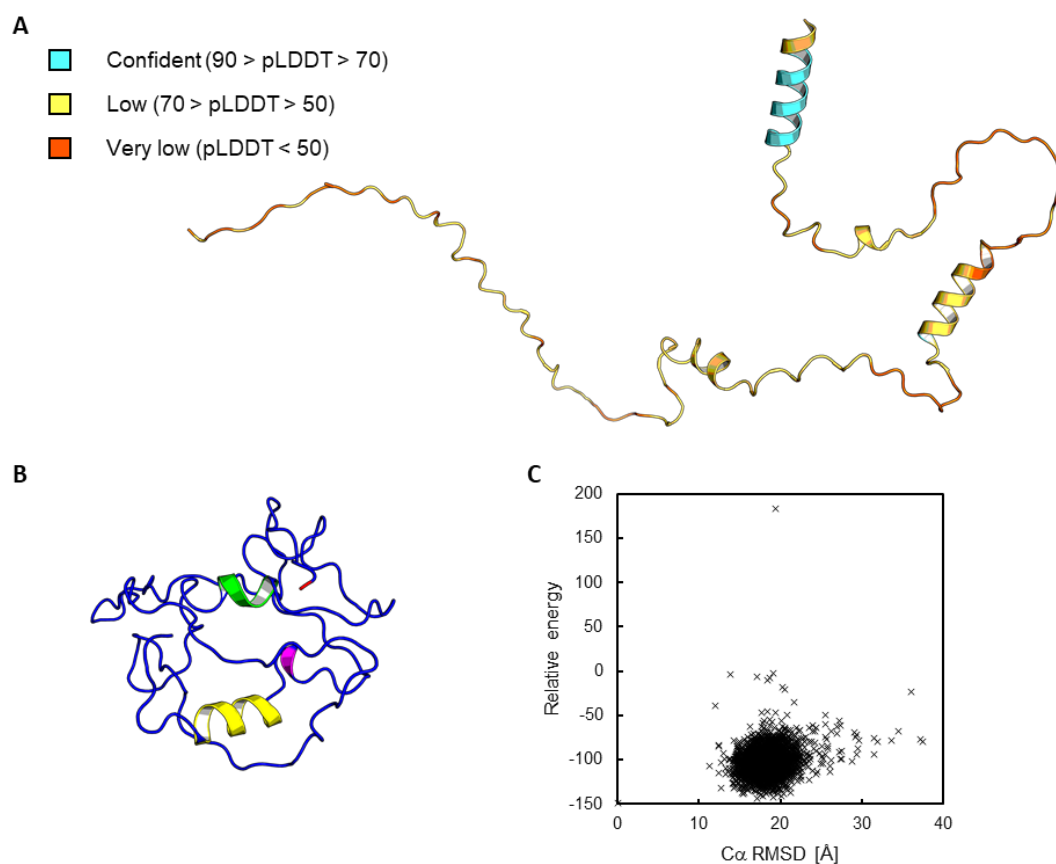 A
Confident (90 > pLDDT > 70)
Low (70 > pLDDT > 50)
Very low (pLDDT < 50)
B
C
200
150
100
50
0
-50
-100
-150
Relative energy
0
10
20
30
40
Cα RMSD [Å]